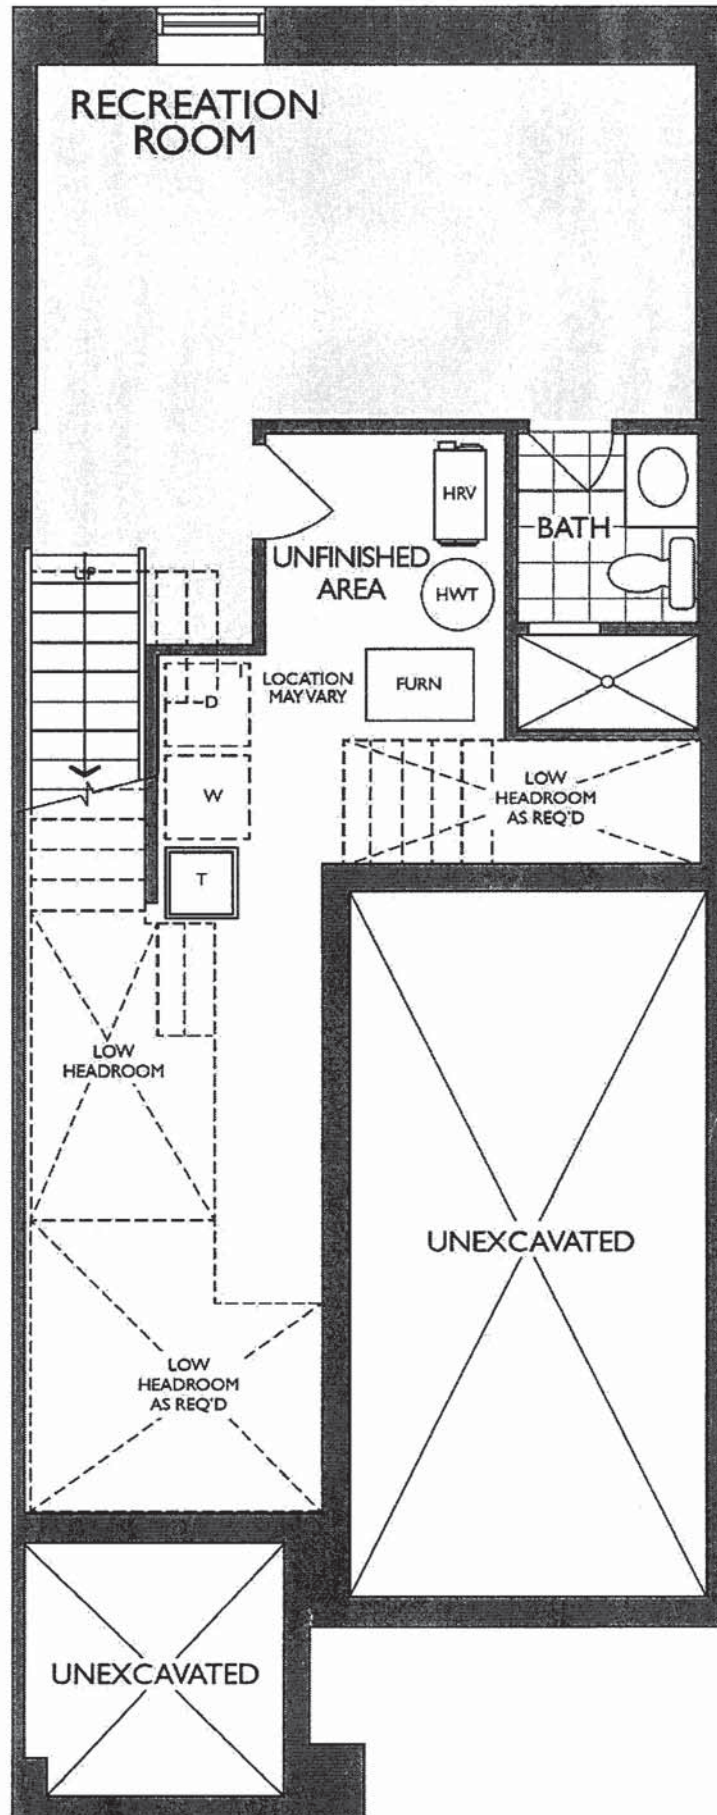 RECREATION
ROOM
HRV
BATH
UNFINISHED
AREA
HWT
UP
LOCATION
MAY VARY
FURN
D
W
LOW
HEADROOM
AS REQ'D
T
LOW
HEADROOM
UNEXCAVATED
LOW
HEADROOM
AS REQ'D
UNEXCAVATED